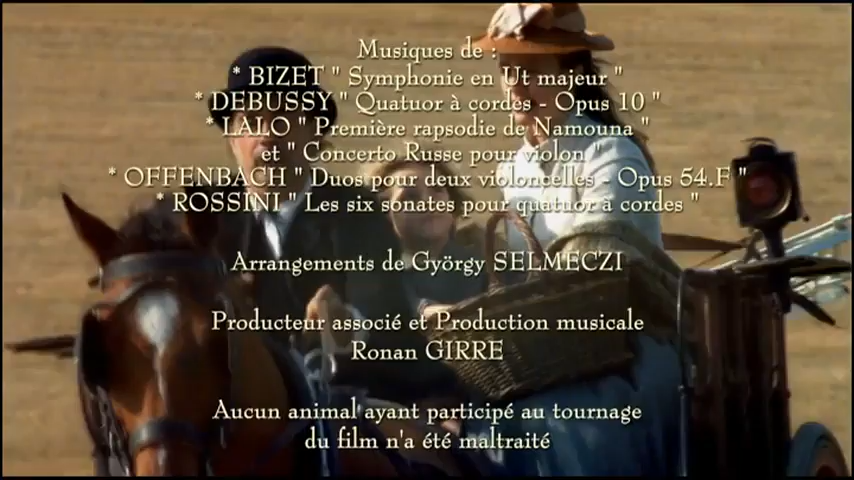 Musiques de :
* BIZET " Symphonie en Ut majeur "
* DEBUSSY " Quatuor à cordes - Opus 10 "
* LALO " Première rapsodie de Namouna "
et " Concerto Russe pour violon "
* OFFENBACH " Duos pour deux violoncelles - Opus 54.F "
* ROSSINI " Les six sonates pour quatuor à cordes "
Arrangements de György SELMECZI
Producteur associé et Production musicale
Ronan GIRRE
Aucun animal ayant participé au tournage
du film n'a été maltraité